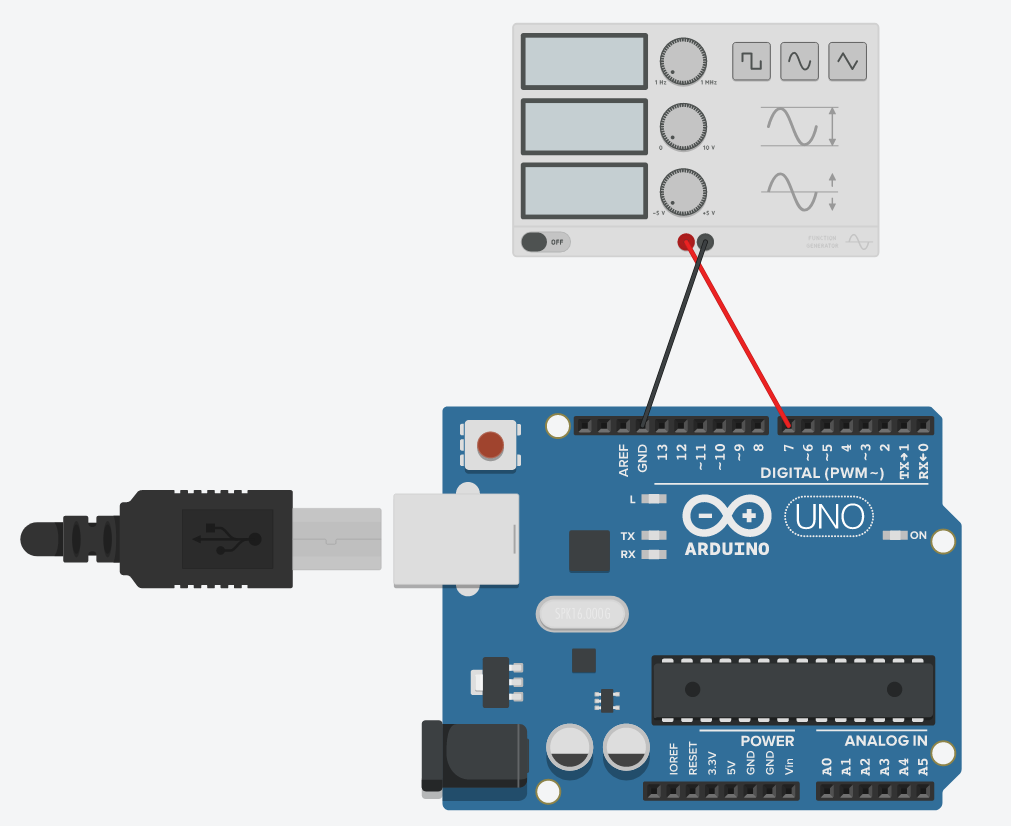 1 Hz
1 MHz
0
10 V
-5 V
+5 V
OFF
FUNCTION
GENERATOR
AREF
GND
13
12
~11
~10
~9
8
7
~6
~5
4
~3
2
TX→1
RX←0
DIGITAL (PWM~)
L
TX
RX
ARDUINO
UNO
ON
SPK16.000G
POWER
ANALOG IN
IOREF
RESET
3.3V
5V
GND
GND
Vin
A0
A1
A2
A3
A4
A5